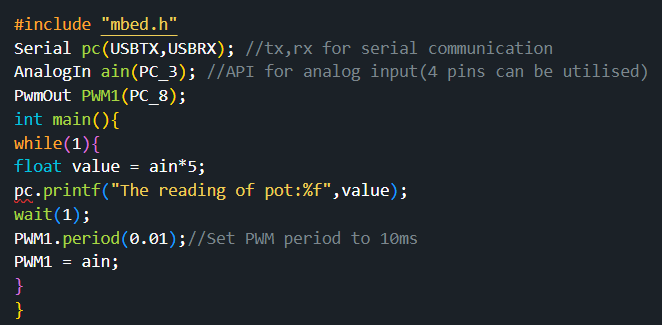 #include "mbed.h"
Serial pc(USBTX,USBRX); //tx,rx for serial communication
AnalogIn ain(PC_3); //API for analog input(4 pins can be utilised)
PwmOut PWM1(PC_8);
int main(){
while(1){
float value = ain*5;
pc.printf("The reading of pot:%f",value);
wait(1);
PWM1.period(0.01);//Set PWM period to 10ms
PWM1 = ain;
}
}